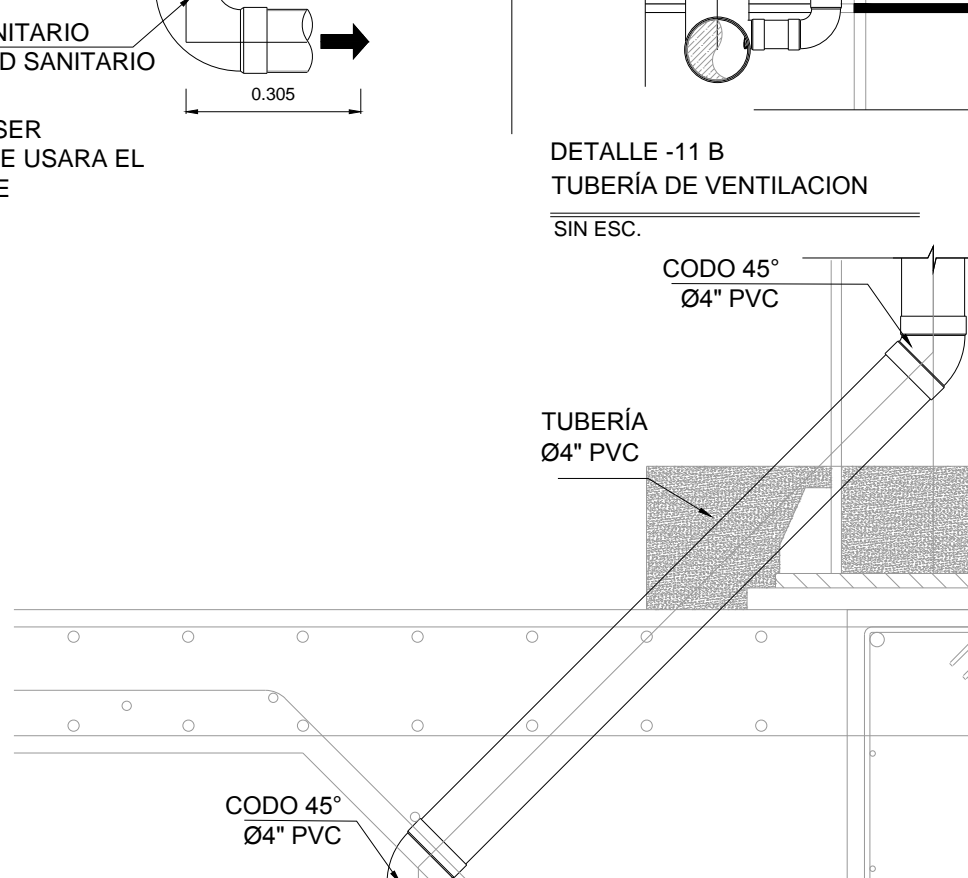 NITARIO
D SANITARIO
0.305
SER
E USARA EL
E
DETALLE -11 B
TUBERÍA DE VENTILACION
SIN ESC.
CODO 45°
Ø4" PVC
TUBERÍA
Ø4" PVC
CODO 45°
Ø4" PVC